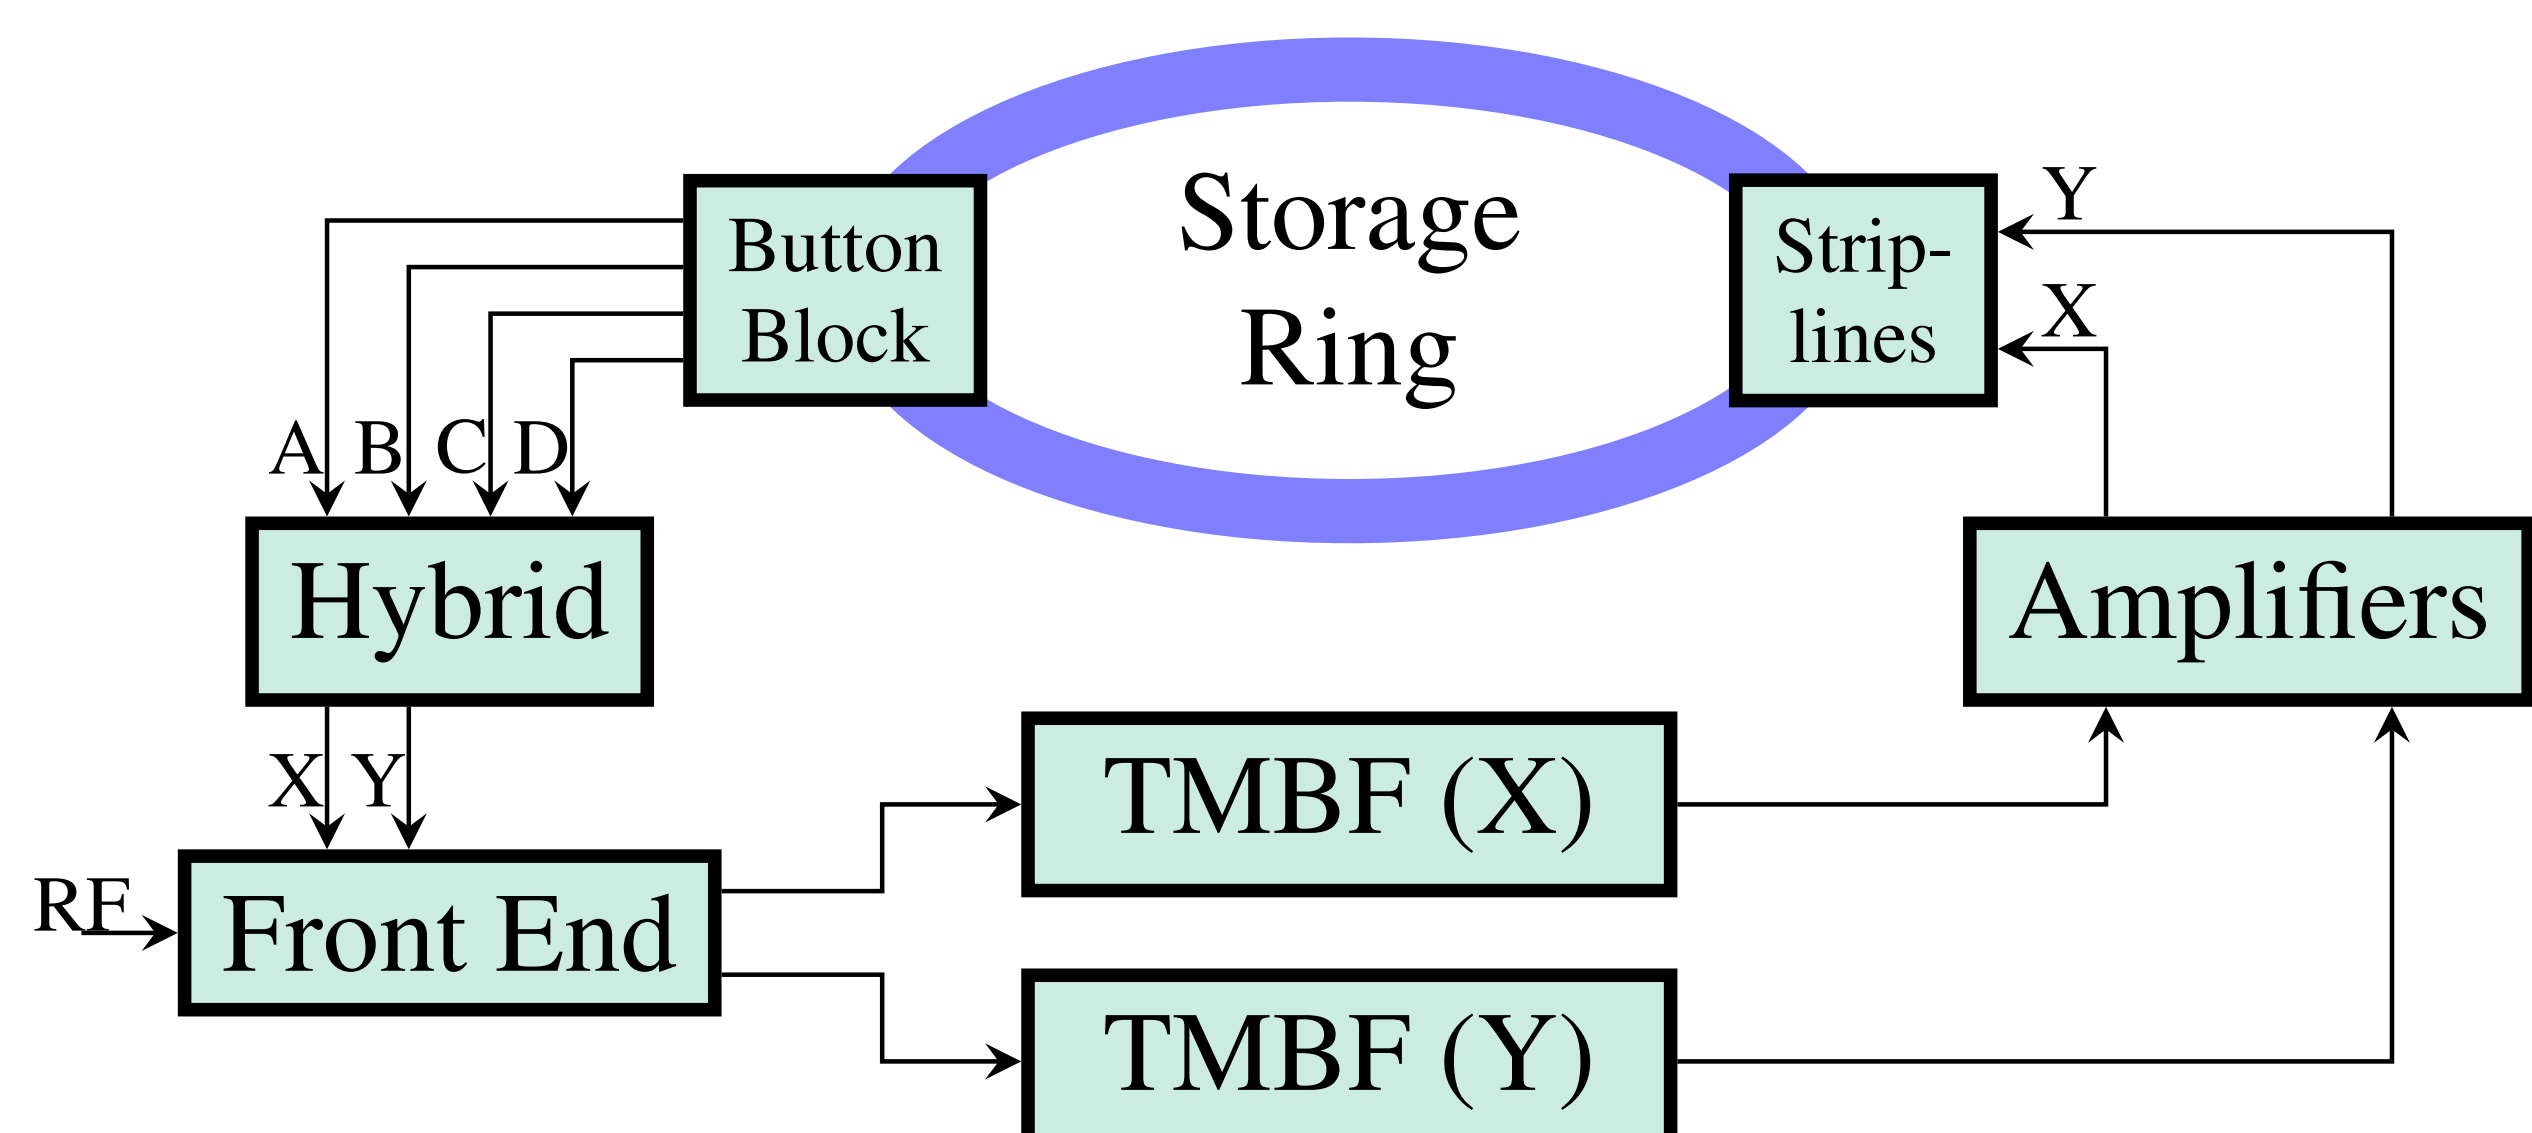 Storage
Ring
Button
Block
Strip-
lines
Y
X
A B C D
Hybrid
Amplifiers
X Y
TMBF (X)
RF
Front End
TMBF (Y)